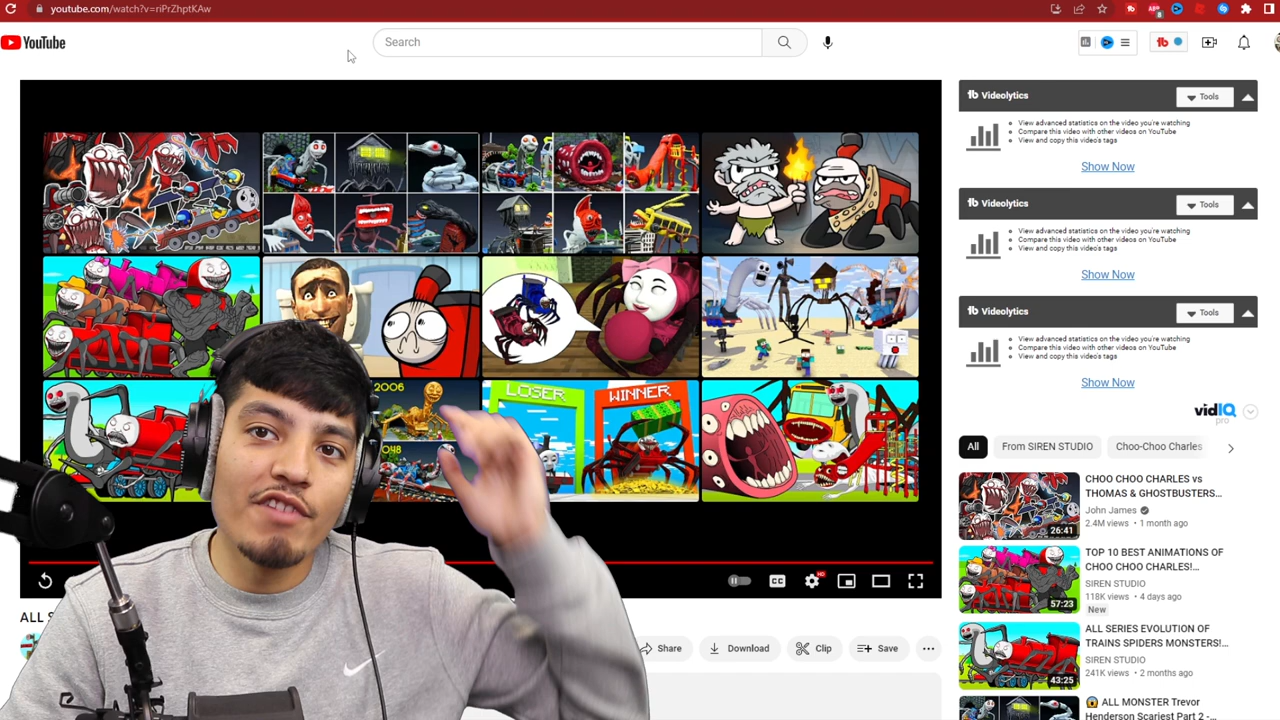 youtube.com/watch?v=riPrZhptKAw
YouTube
Search
2006
2048
LOSER
WINNER
HD
CC
ALL S
Share
Download
Clip
Save
Videolytics
Tools
View advanced statistics on the video you're watching
Compare this video with other videos on YouTube
View and copy this video's tags
Show Now
Videolytics
Tools
View advanced statistics on the video you're watching
Compare this video with other videos on YouTube
View and copy this video's tags
Show Now
Videolytics
Tools
View advanced statistics on the video you're watching
Compare this video with other videos on YouTube
View and copy this video's tags
Show Now
vidIQ
pro
All
From SIREN STUDIO
Choo-Choo Charles
CHOO CHOO CHARLES vs
THOMAS & GHOSTBUSTERS...
John James
2.4M views • 1 month ago
26:41
TOP 10 BEST ANIMATIONS OF
CHOO CHOO CHARLES!...
SIREN STUDIO
118K views • 4 days ago
New
57:23
ALL SERIES EVOLUTION OF
TRAINS SPIDERS MONSTERS!...
SIREN STUDIO
241K views • 2 months ago
43:25
😱 ALL MONSTER Trevor
Henderson Scariest Part 2 -...